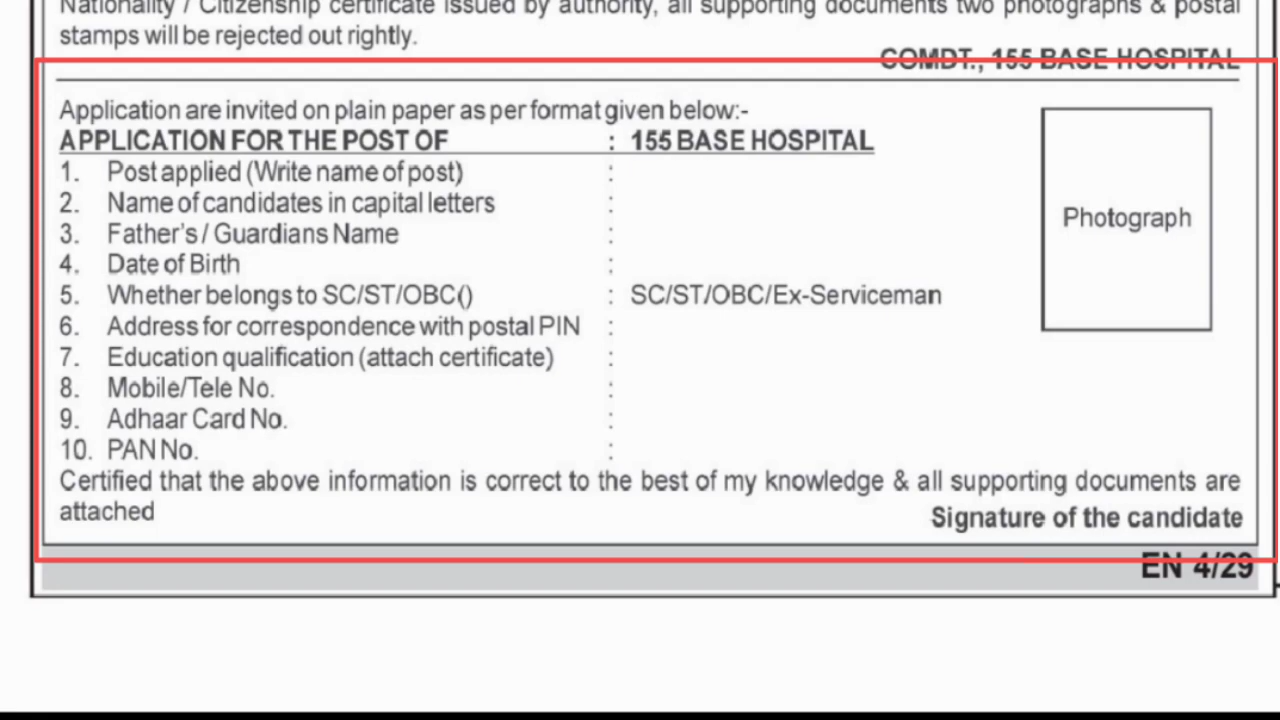 Nationality / Citizenship certificate issued by authority, all supporting documents two photographs & postal
stamps will be rejected out rightly.
COMDT., 155 BASE HOSPITAL
Application are invited on plain paper as per format given below:-
APPLICATION FOR THE POST OF : 155 BASE HOSPITAL
1. Post applied (Write name of post) :
2. Name of candidates in capital letters :
3. Father's / Guardians Name :
4. Date of Birth :
5. Whether belongs to SC/ST/OBC() : SC/ST/OBC/Ex-Serviceman
6. Address for correspondence with postal PIN :
7. Education qualification (attach certificate) :
8. Mobile/Tele No. :
9. Adhaar Card No. :
10. PAN No. :
Photograph
Certified that the above information is correct to the best of my knowledge & all supporting documents are
attached
Signature of the candidate
EN 4/29